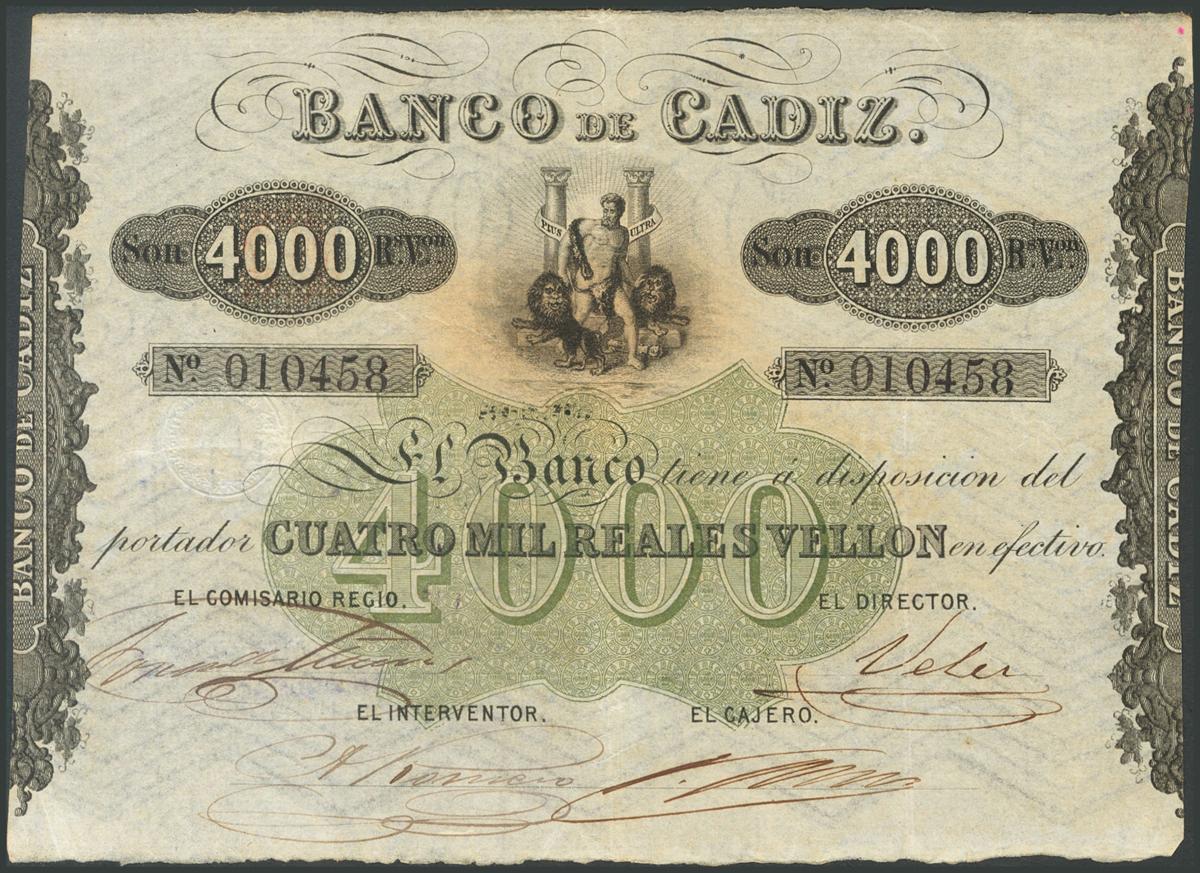 BANCO DE CADIZ.
PLUS ULTRA
Son 4000 Rs. Von.
Son 4000 Rs. Von.
No. 010458
No. 010458
El Banco tiene á disposicion del
portador CUATRO MIL REALES VELLON en efectivo.
4000
EL COMISARIO REGIO.
EL DIRECTOR.
EL INTERVENTOR.
EL CAJERO.
BANCO DE CADIZ
BANCO DE CADIZ